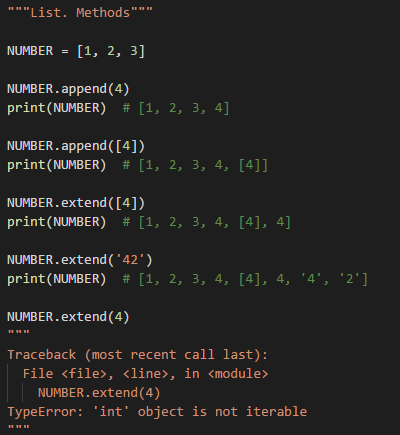 """List. Methods"""
NUMBER = [1, 2, 3]
NUMBER.append(4)
print(NUMBER)  # [1, 2, 3, 4]
NUMBER.append([4])
print(NUMBER)  # [1, 2, 3, 4, [4]]
NUMBER.extend([4])
print(NUMBER)  # [1, 2, 3, 4, [4], 4]
NUMBER.extend('42')
print(NUMBER)  # [1, 2, 3, 4, [4], 4, '4', '2']
NUMBER.extend(4)
"""
Traceback (most recent call last):
  File <file>, <line>, in <module>
    NUMBER.extend(4)
TypeError: 'int' object is not iterable
"""